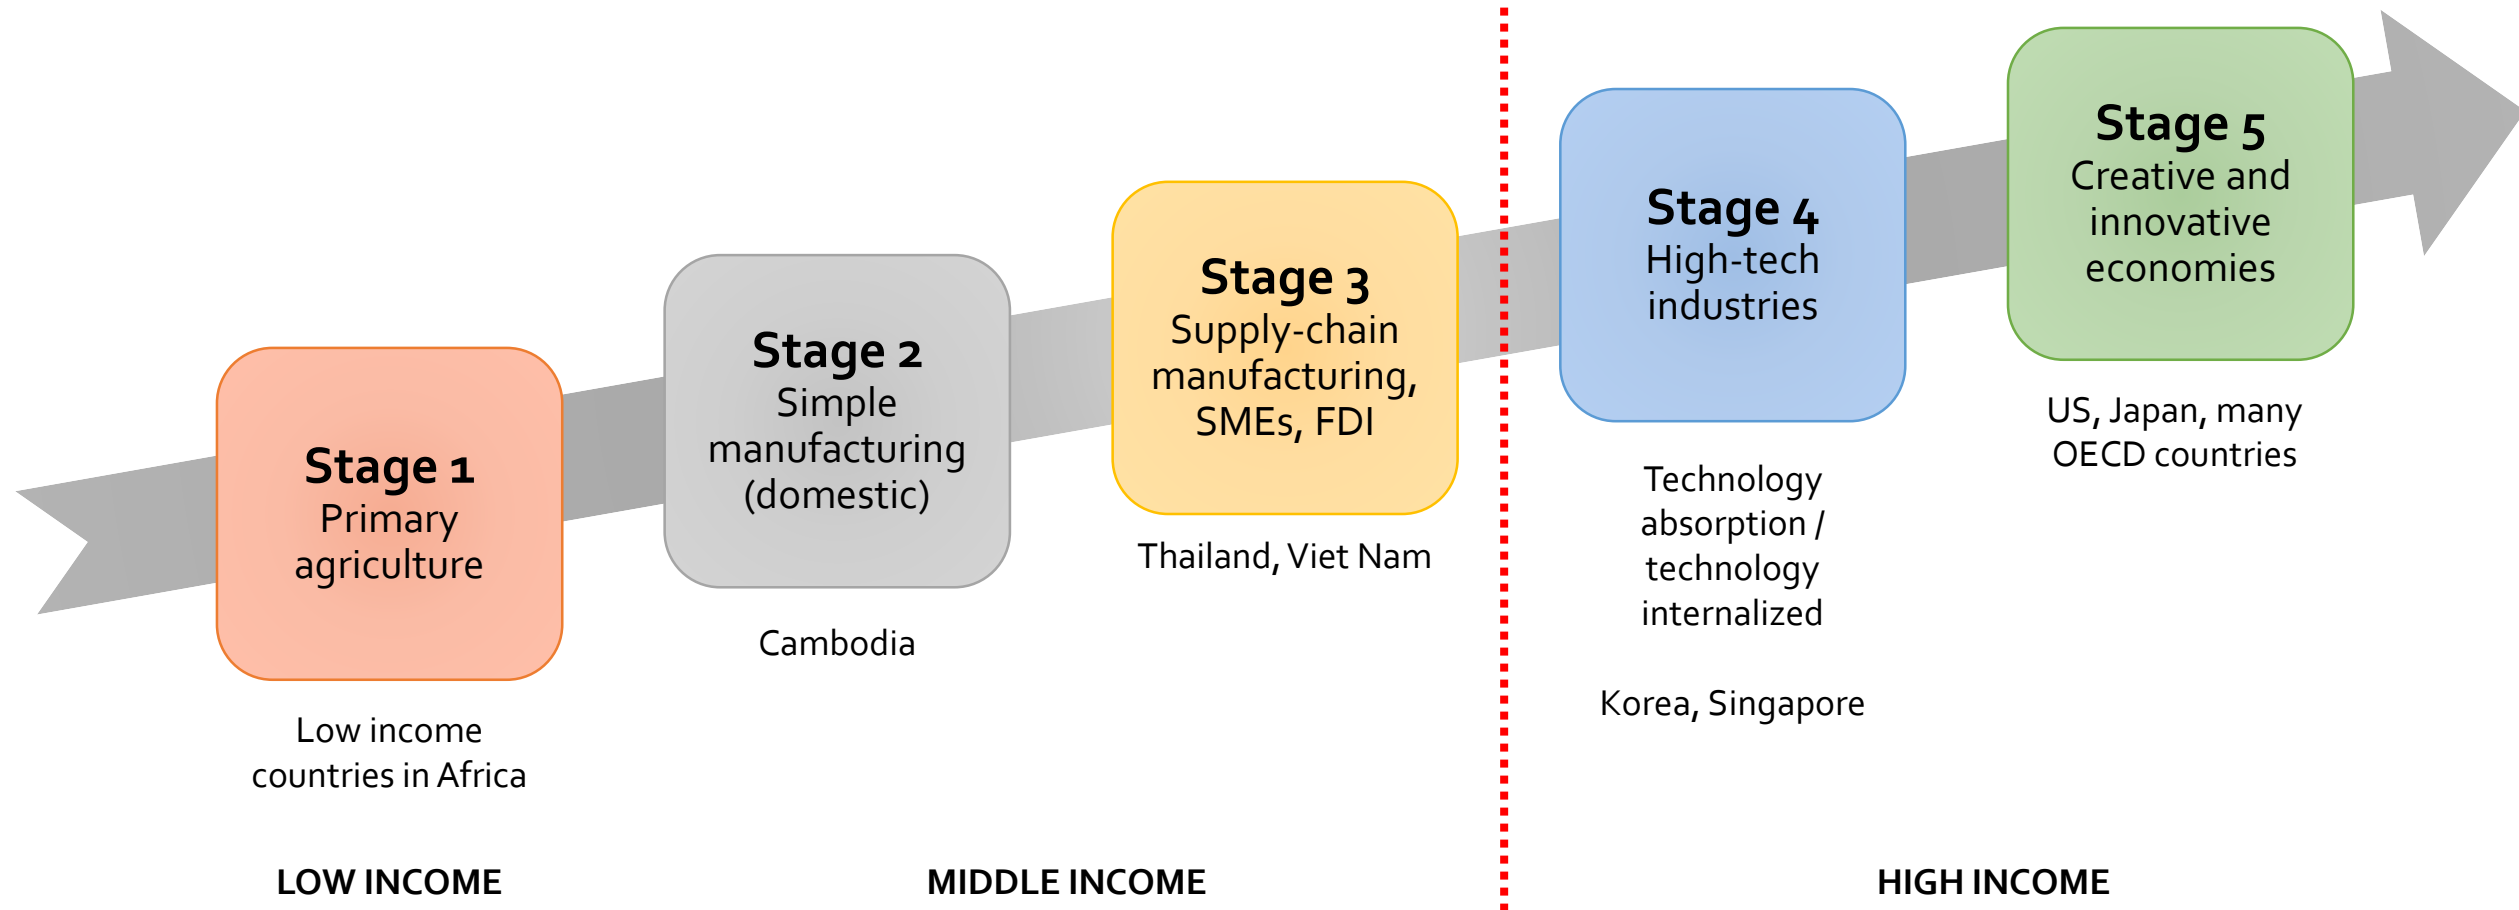 Stage 1
Primary
agriculture
Low income
countries in Africa
Stage 2
Simple
manufacturing
(domestic)
Cambodia
Stage 3
Supply-chain
manufacturing,
SMEs, FDI
Thailand, Viet Nam
Stage 4
High-tech
industries
Technology
absorption /
technology
internalized
Korea, Singapore
Stage 5
Creative and
innovative
economies
US, Japan, many
OECD countries
LOW INCOME
MIDDLE INCOME
HIGH INCOME